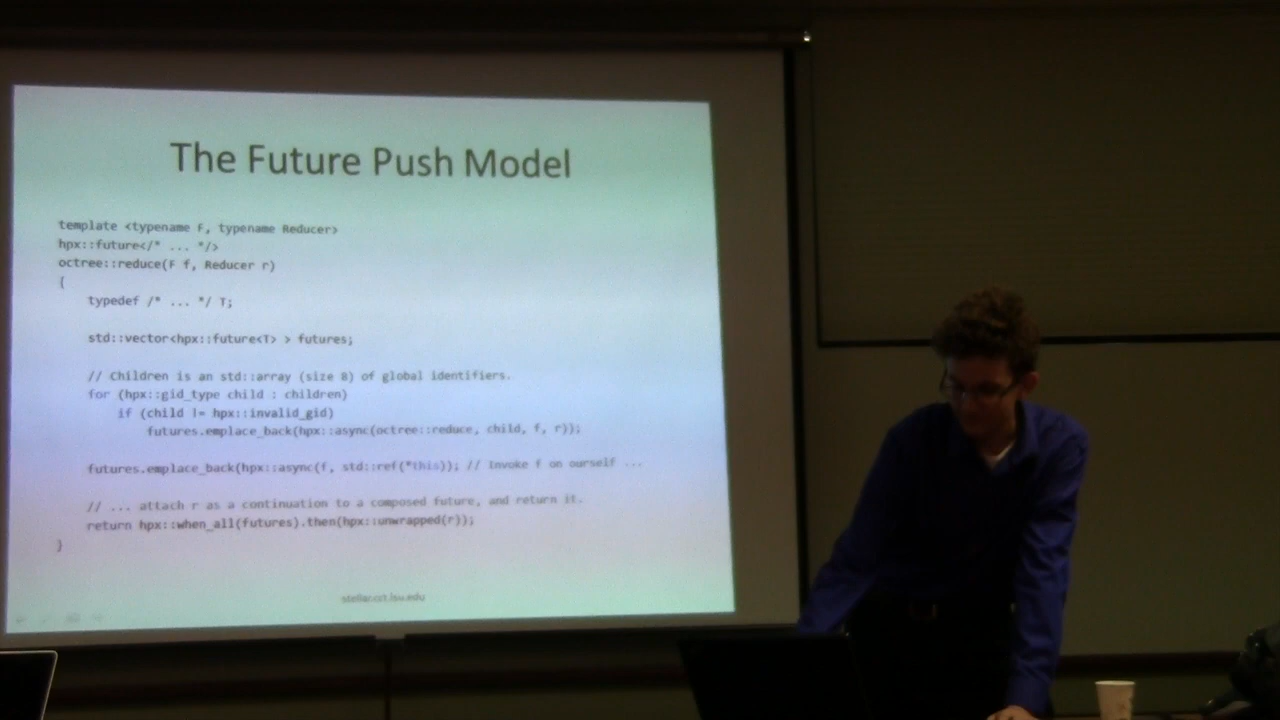 The Future Push Model
template <typename F, typename Reducer>
hpx::future</* ... */>
octree::reduce(F f, Reducer r)
{
typedef /* ... */ T;
std::vector<hpx::future<T> > futures;
// Children is an std::array (size 8) of global identifiers.
for (hpx::gid_type child : children)
if (child != hpx::invalid_gid)
futures.emplace_back(hpx::async(octree::reduce, child, f, r));
futures.emplace_back(hpx::async(f, std::ref(*this)); // Invoke f on ourself ...
// ... attach r as a continuation to a composed future, and return it.
return hpx::when_all(futures).then(hpx::unwrapped(r));
}
stellar.cct.lsu.edu